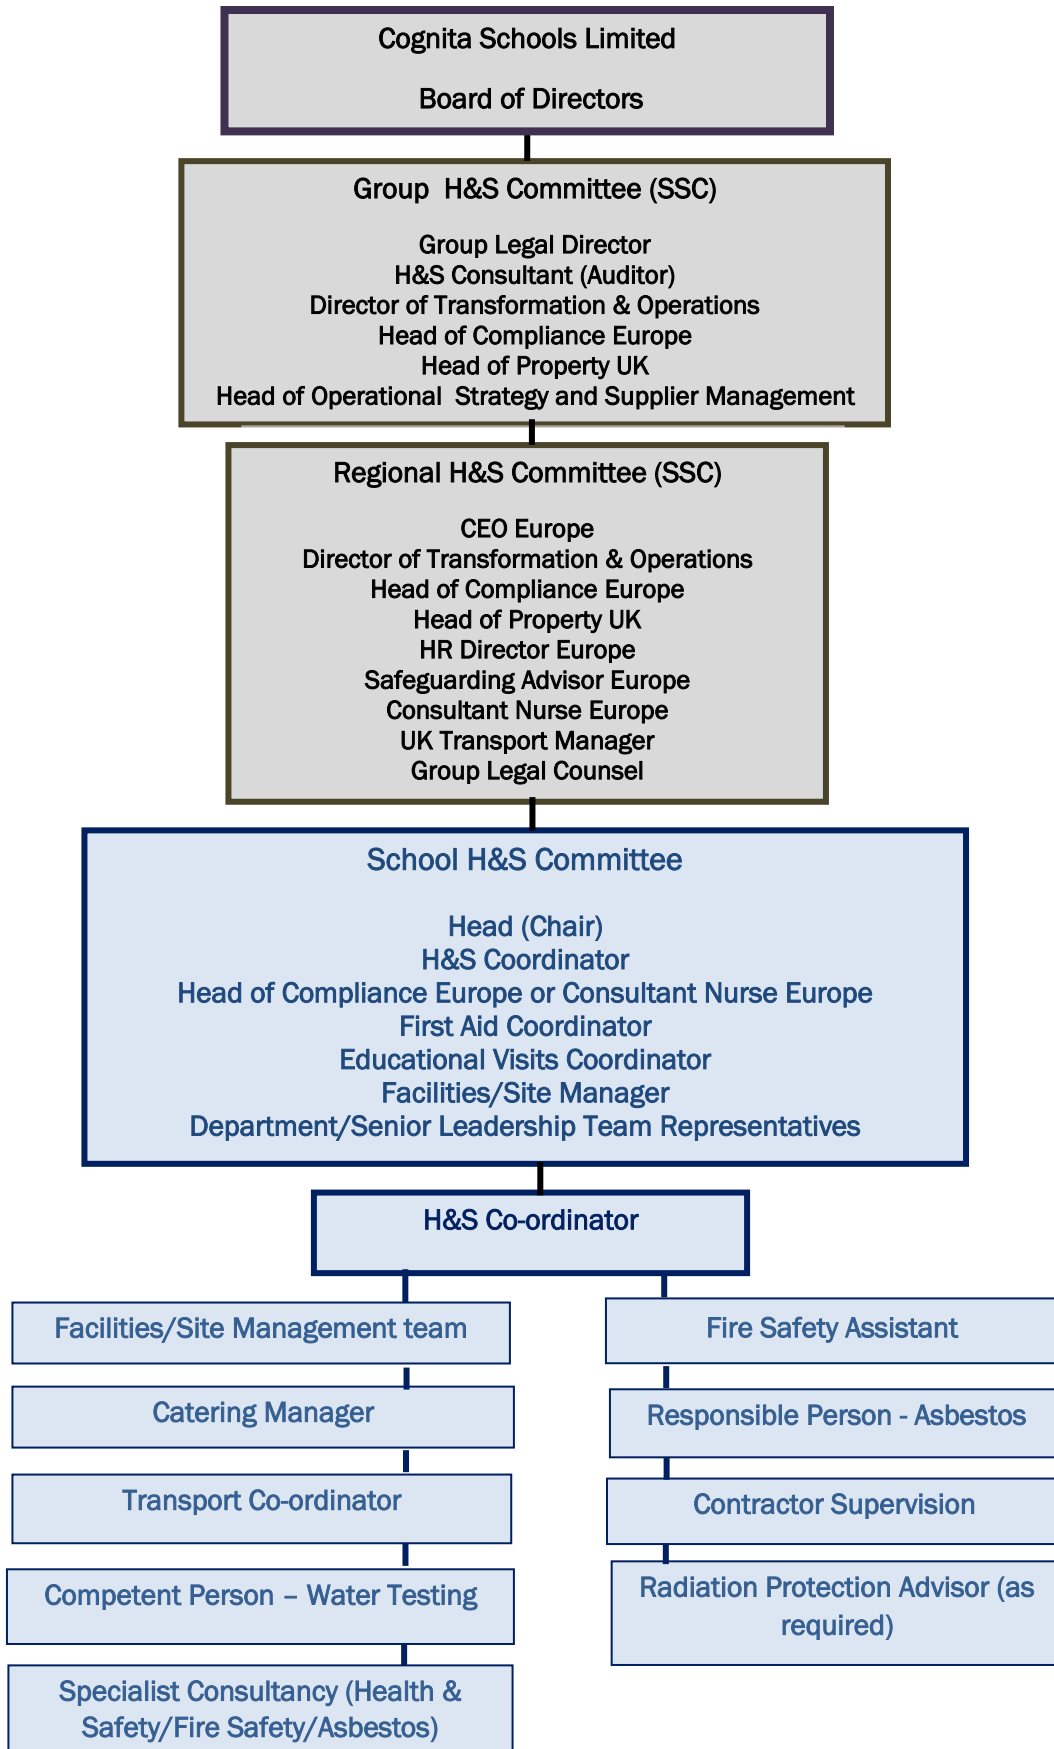 Cognita Schools Limited
Board of Directors
Group H&S Committee (SSC)
Group Legal Director
H&S Consultant (Auditor)
Director of Transformation & Operations
Head of Compliance Europe
Head of Property UK
Head of Operational Strategy and Supplier Management
Regional H&S Committee (SSC)
CEO Europe
Director of Transformation & Operations
Head of Compliance Europe
Head of Property UK
HR Director Europe
Safeguarding Advisor Europe
Consultant Nurse Europe
UK Transport Manager
Group Legal Counsel
School H&S Committee
Head (Chair)
H&S Coordinator
Head of Compliance Europe or Consultant Nurse Europe
First Aid Coordinator
Educational Visits Coordinator
Facilities/Site Manager
Department/Senior Leadership Team Representatives
H&S Co-ordinator
Facilities/Site Management team
Catering Manager
Transport Co-ordinator
Competent Person – Water Testing
Specialist Consultancy (Health &
Safety/Fire Safety/Asbestos)
Fire Safety Assistant
Responsible Person - Asbestos
Contractor Supervision
Radiation Protection Advisor (as
required)